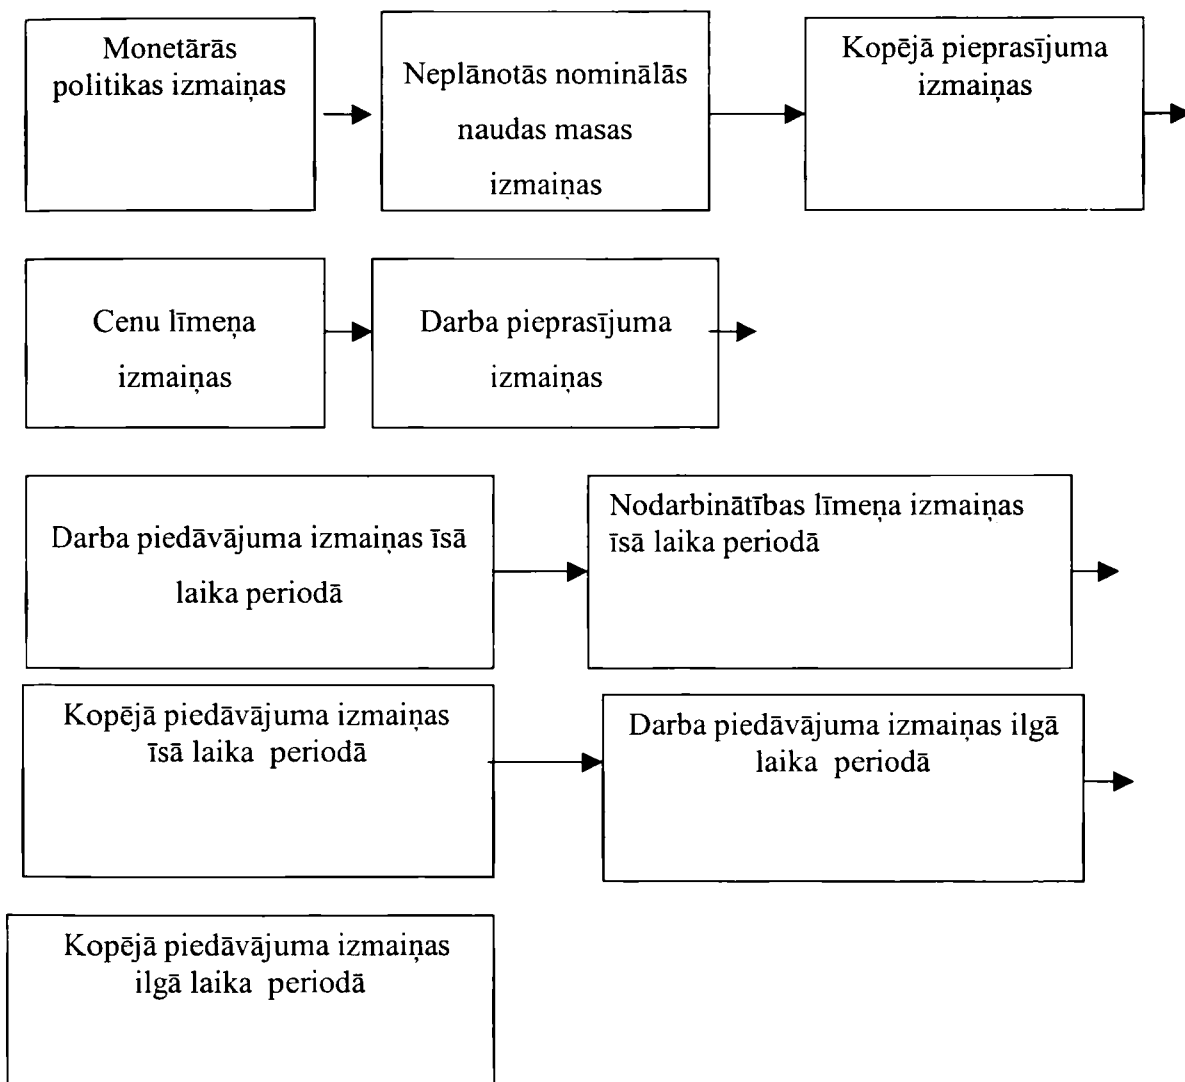 Monetārās
politikas izmaiņas
Neplānotās nominālās
naudas masas
izmaiņas
Kopējā pieprasījuma
izmaiņas
Cenu līmeņa
izmaiņas
Darba pieprasījuma
izmaiņas
Darba piedāvājuma izmaiņas īsā
laika periodā
Nodarbinātības līmeņa izmaiņas
īsā laika periodā
Kopējā piedāvājuma izmaiņas
īsā laika periodā
Darba piedāvājuma izmaiņas ilgā
laika periodā
Kopējā piedāvājuma izmaiņas
ilgā laika periodā